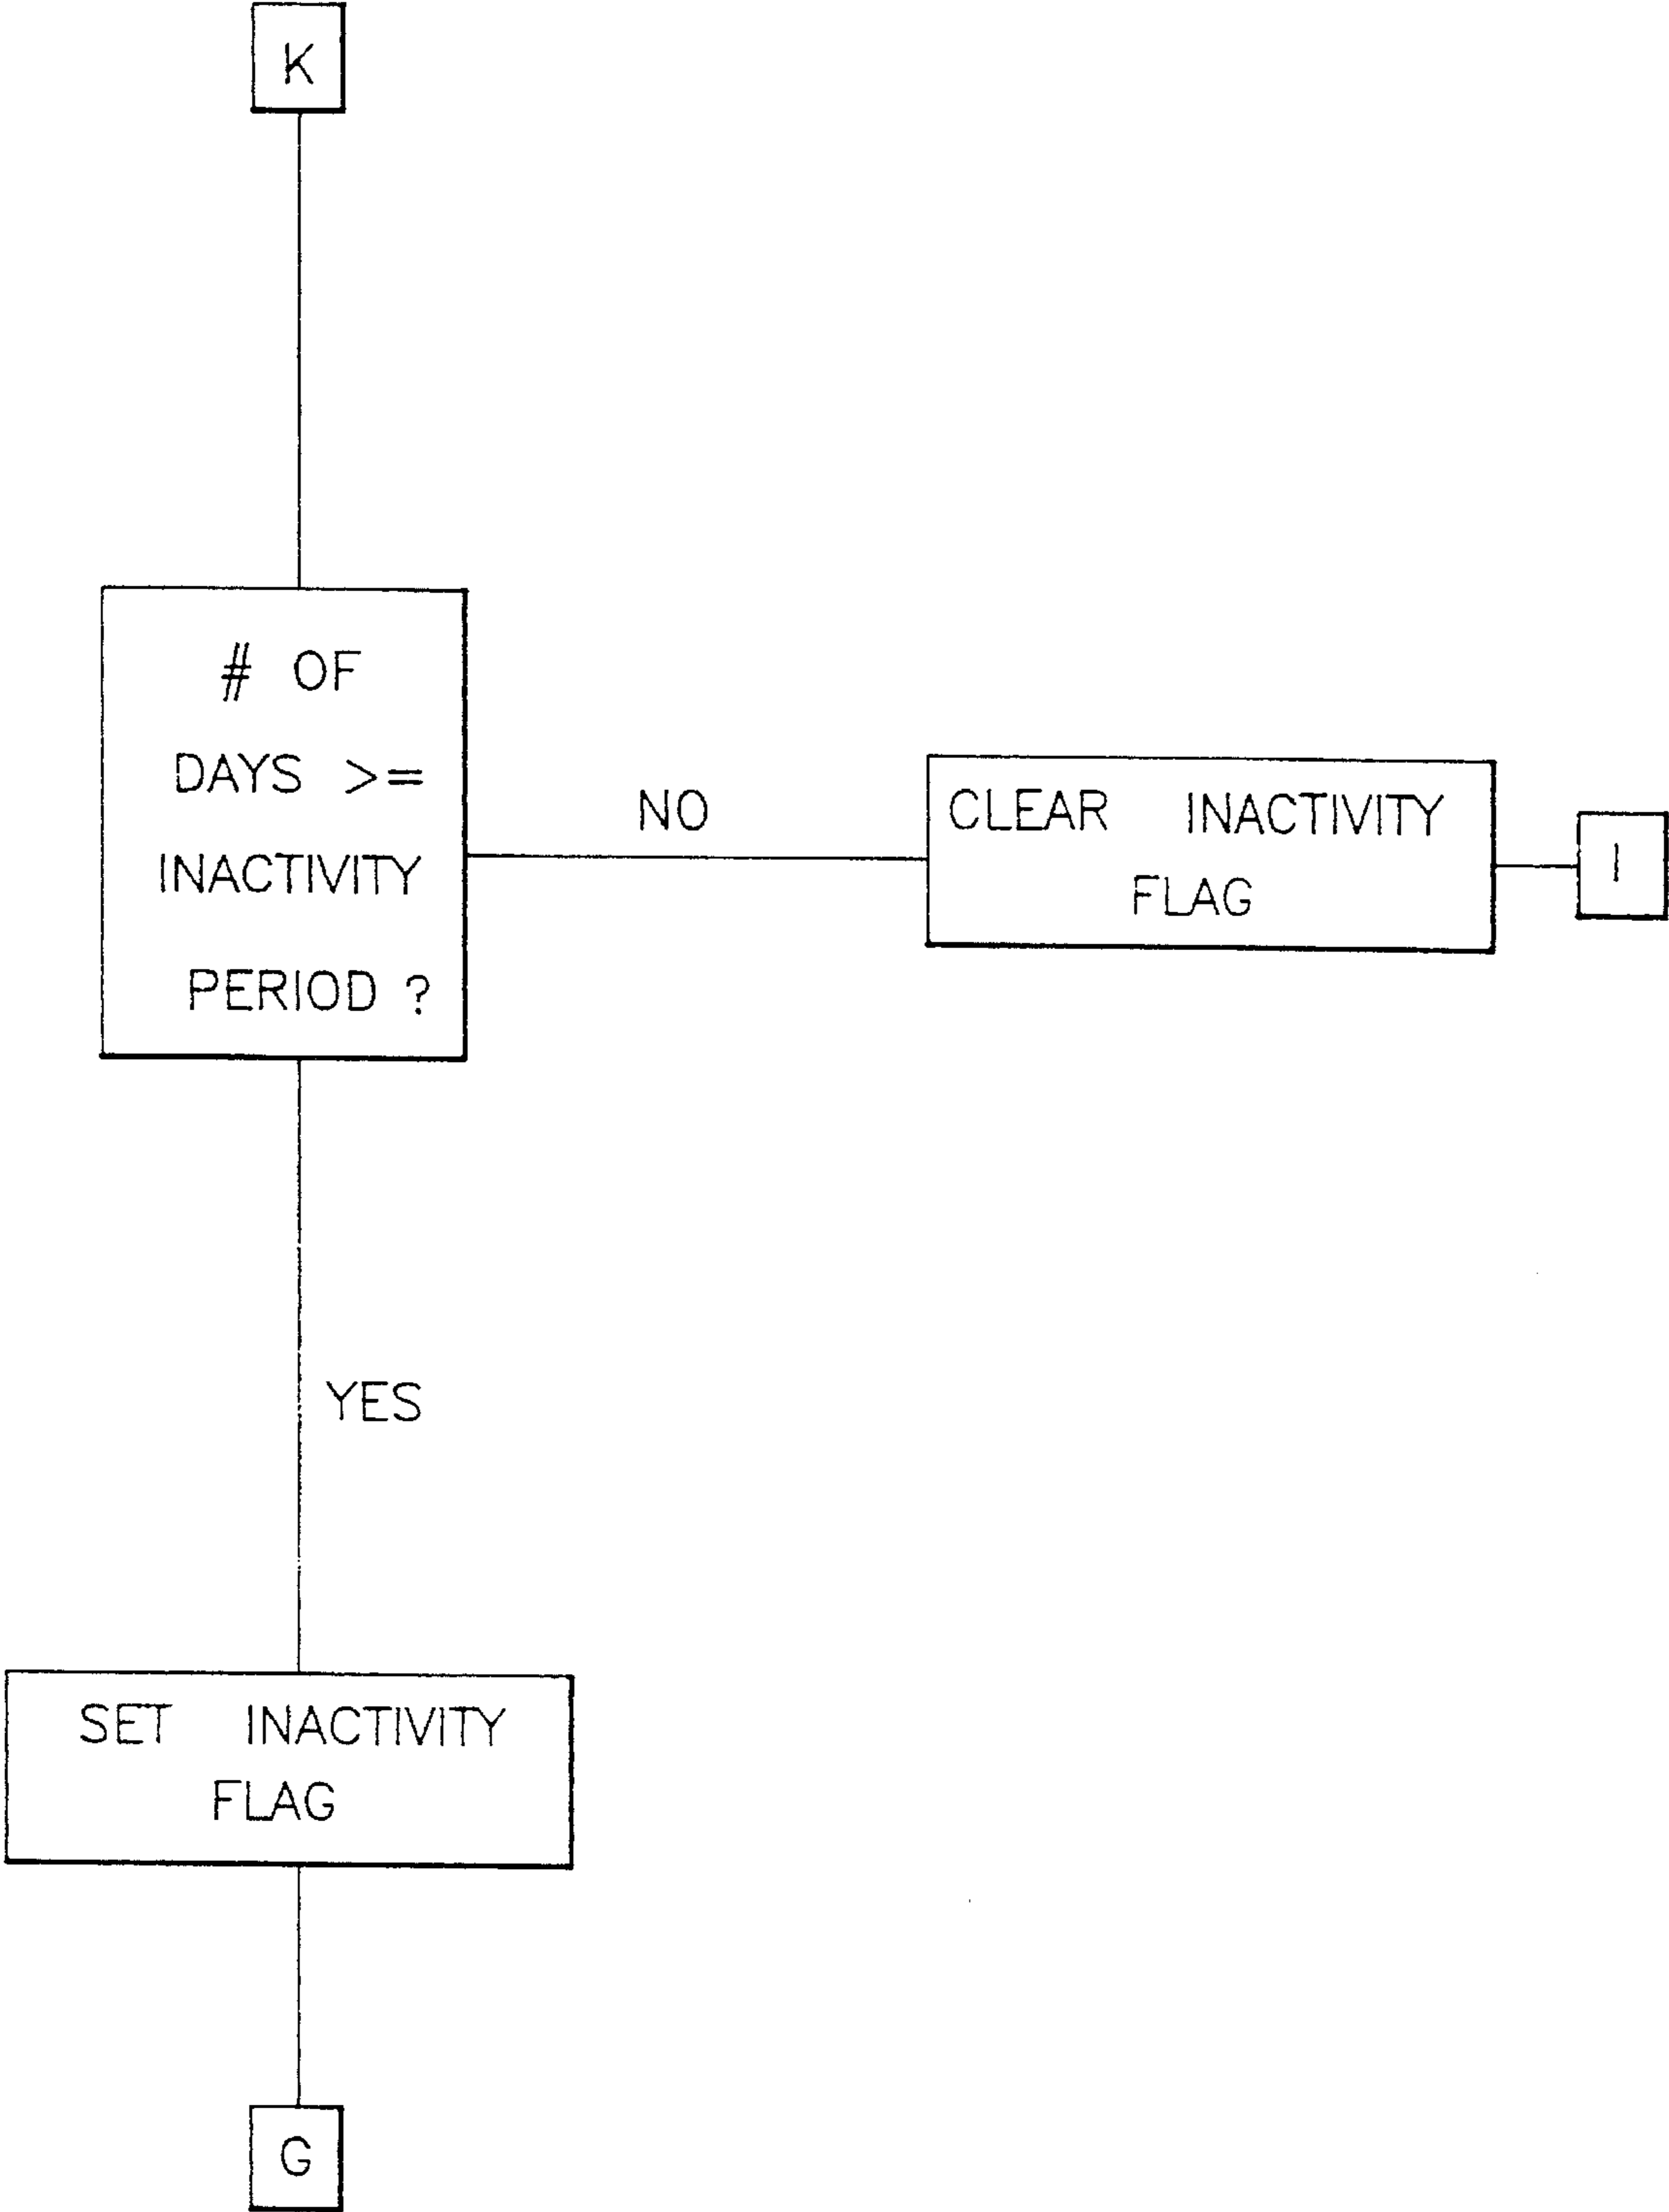 K
# OF
DAYS >=
INACTIVITY
PERIOD ?
NO
CLEAR INACTIVITY
FLAG
I
YES
SET INACTIVITY
FLAG
G